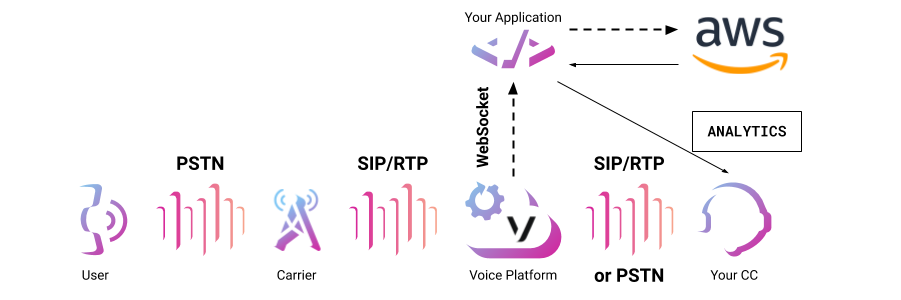 Your Application
aws
WebSocket
ANALYTICS
PSTN
SIP/RTP
SIP/RTP
User
Carrier
Voice Platform
or PSTN
Your CC